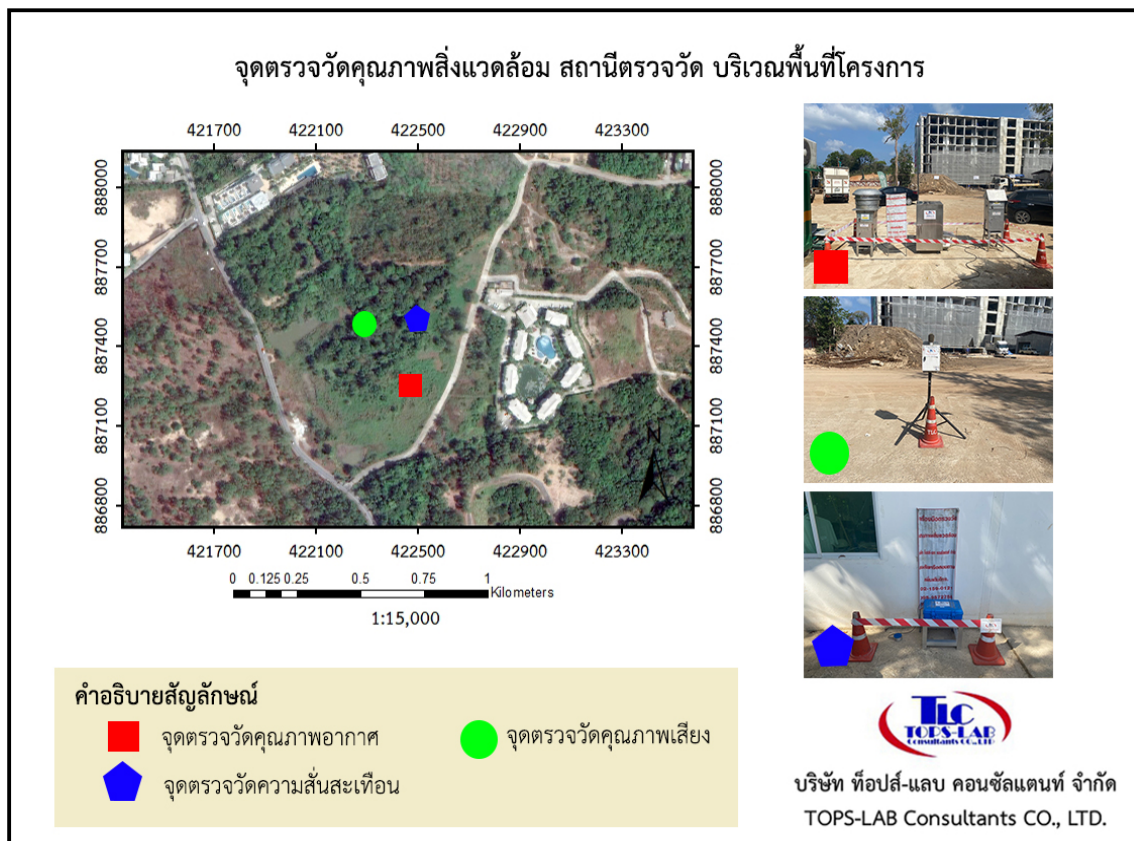 จุดตรวจวัดคุณภาพสิ่งแวดล้อม สถานีตรวจวัด บริเวณพื้นที่โครงการ
421700 422100 422500 422900 423300
888000 888000
887700 887700
887400 887400
887100 887100
886800 886800
N
421700 422100 422500 422900 423300
0 0.125 0.25 0.5 0.75 1
Kilometers
1:15,000
TLC
คำอธิบายสัญลักษณ์
จุดตรวจวัดคุณภาพอากาศ
จุดตรวจวัดคุณภาพเสียง
จุดตรวจวัดความสั่นสะเทือน
TLC
TOPS-LAB
Consultants CO.,LTD
บริษัท ท็อปส์-แลบ คอนซัลแตนท์ จำกัด
TOPS-LAB Consultants CO., LTD.